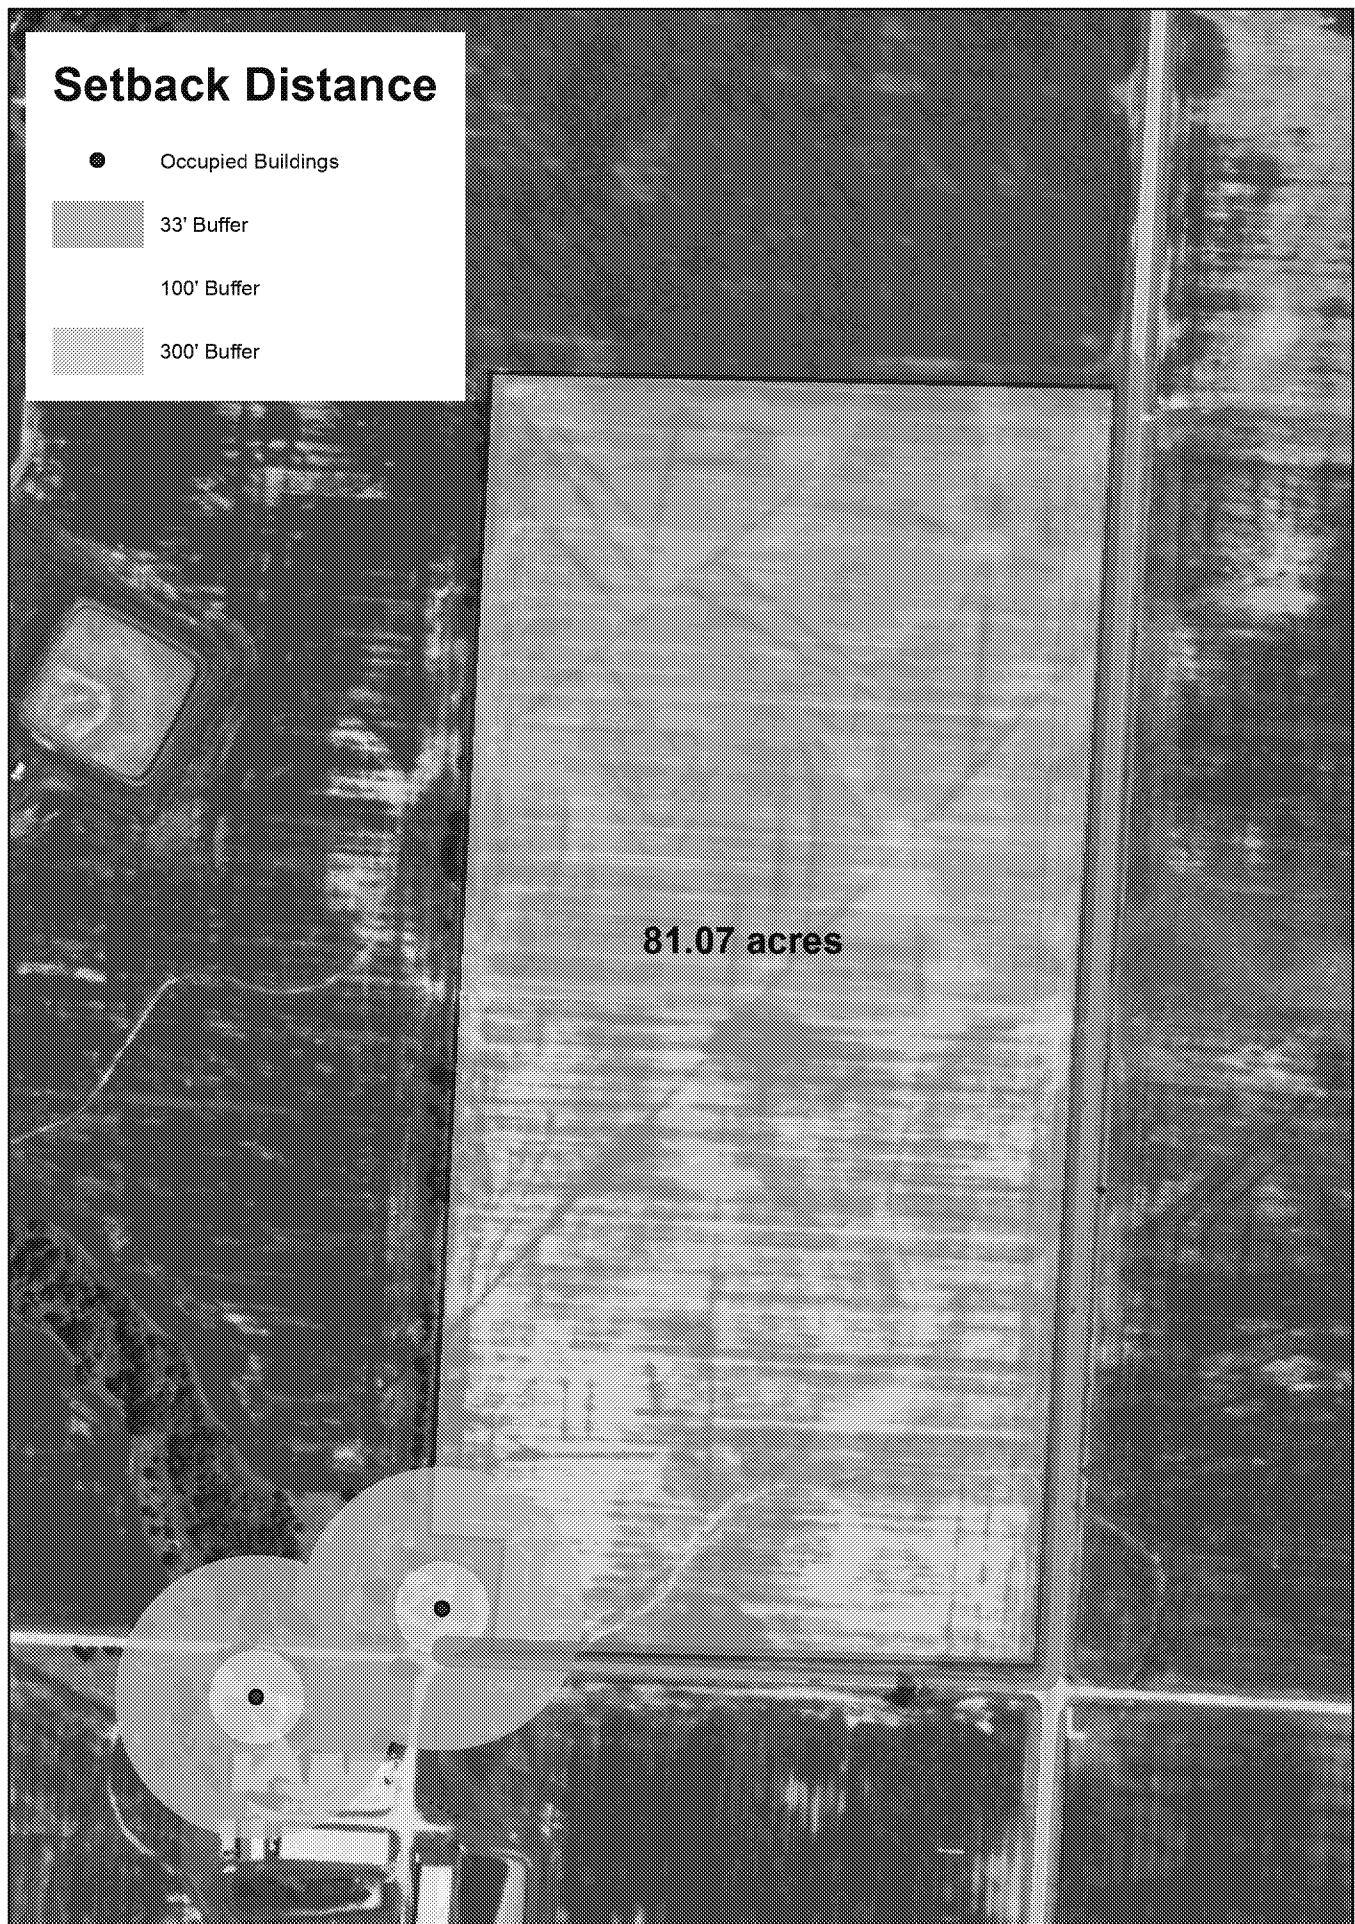 Setback Distance
Occupied Buildings
33' Buffer
100' Buffer
300' Buffer
81.07 acres